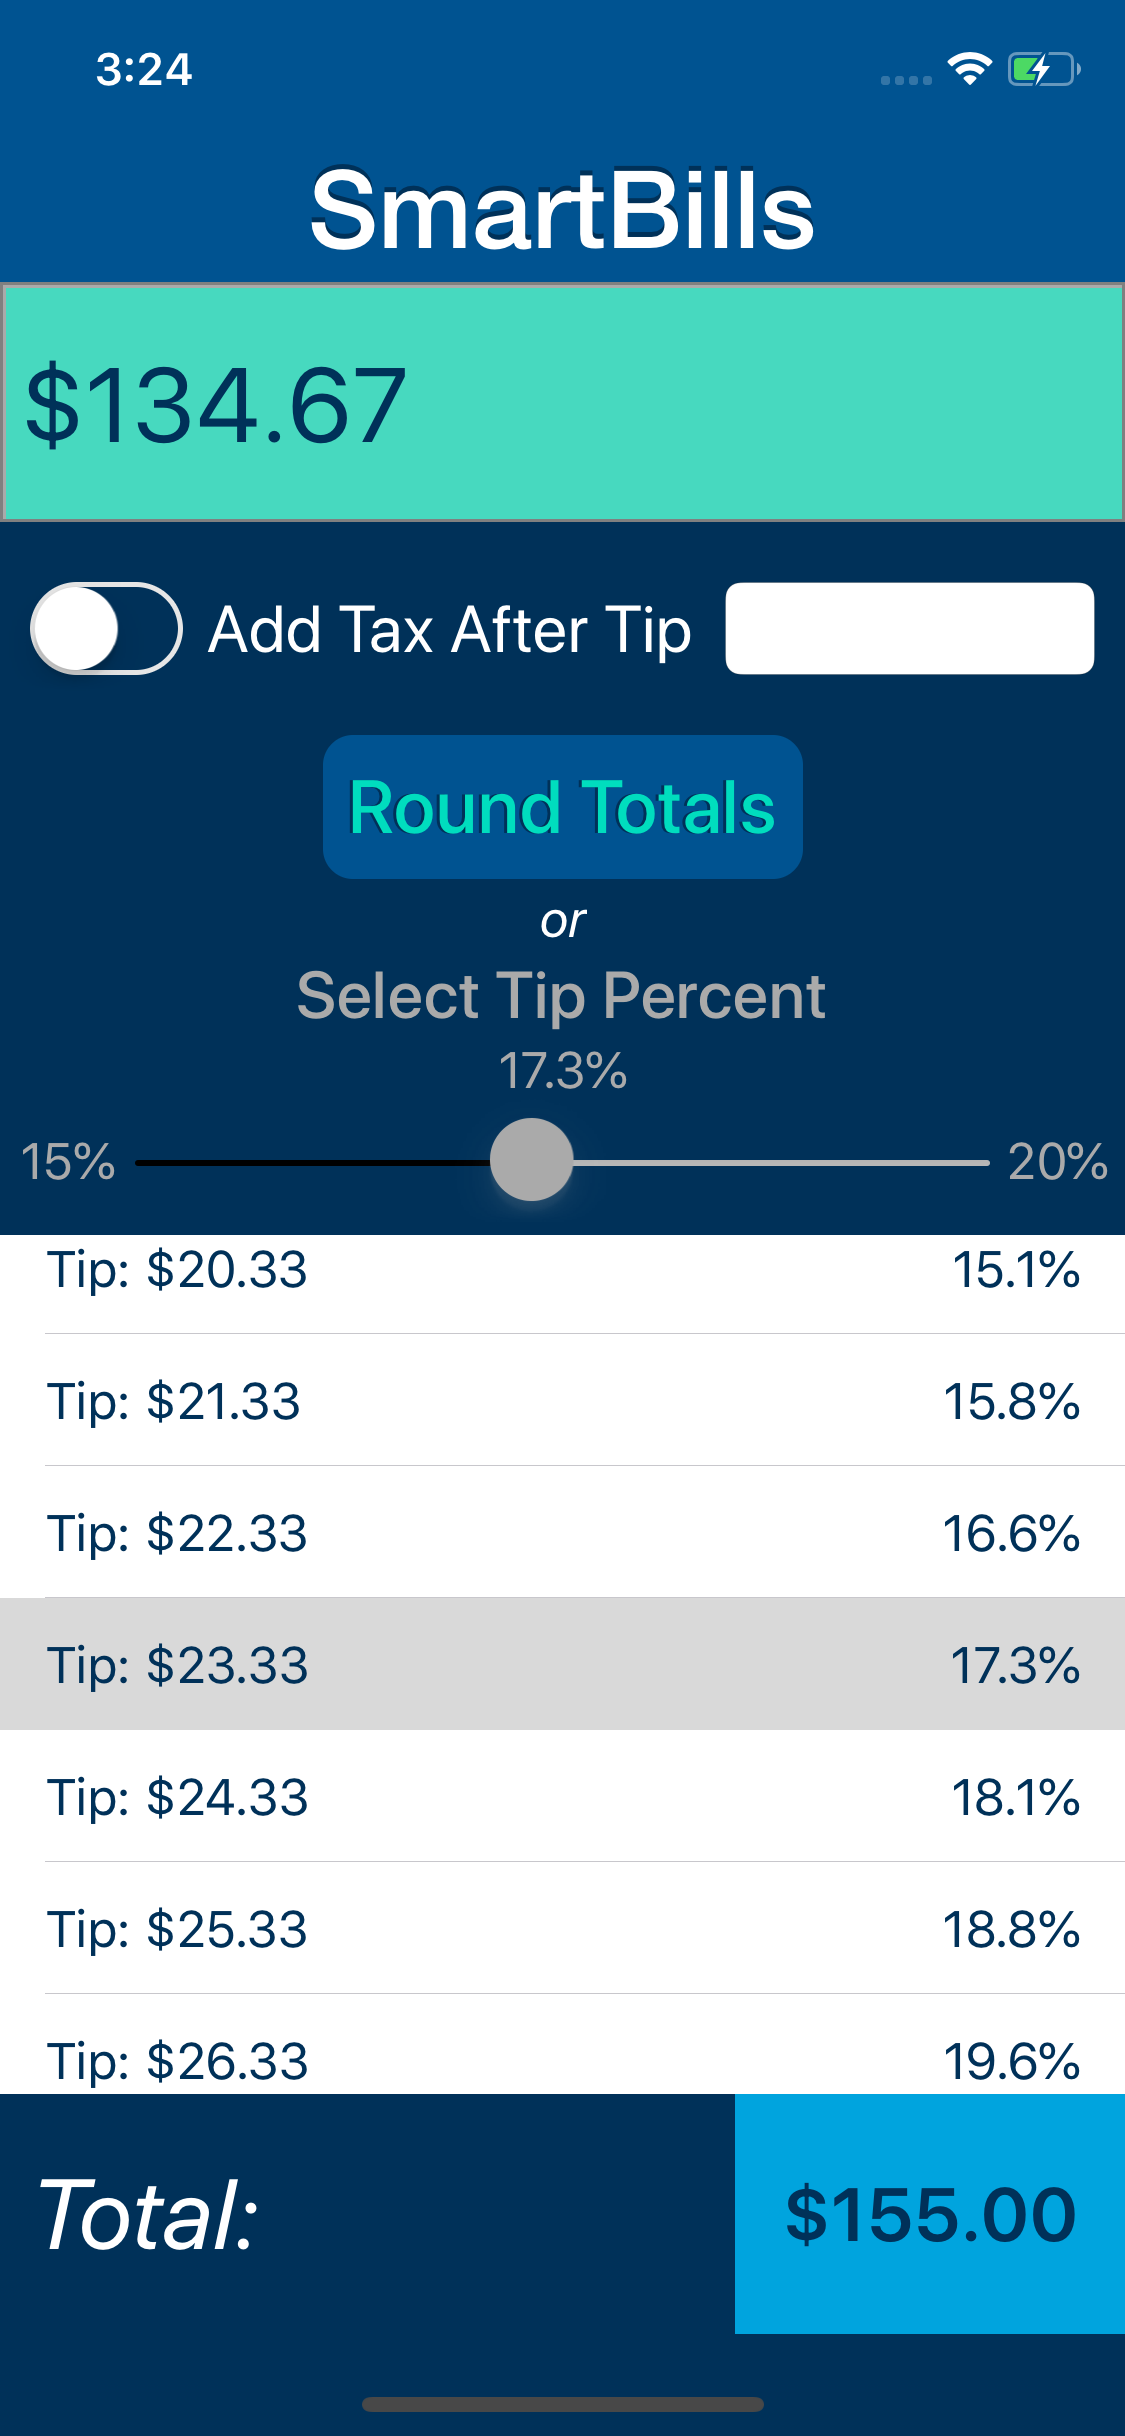 3:24
SmartBills
$134.67
Add Tax After Tip
Round Totals
or
Select Tip Percent
17.3%
15% 20%
Tip: $20.33 15.1%
Tip: $21.33 15.8%
Tip: $22.33 16.6%
Tip: $23.33 17.3%
Tip: $24.33 18.1%
Tip: $25.33 18.8%
Tip: $26.33 19.6%
Total: $155.00